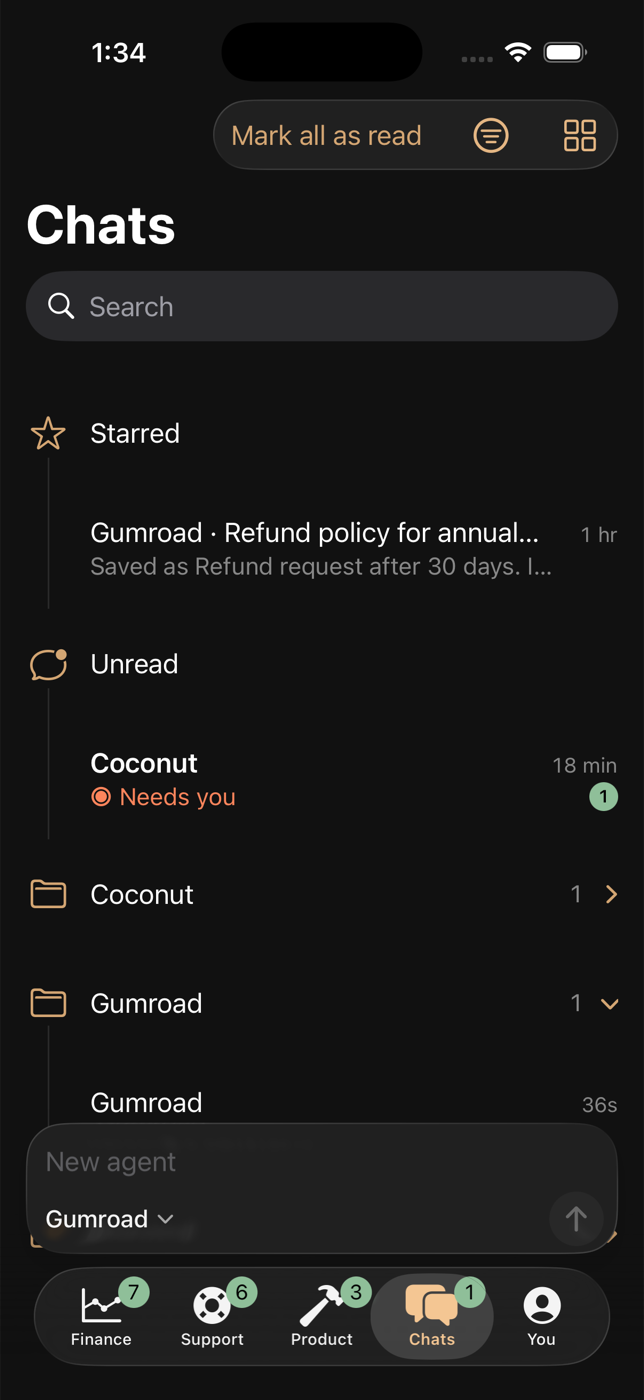 1:34
Mark all as read
Chats
Search
Starred
Gumroad · Refund policy for annual... 1 hr
Saved as Refund request after 30 days. I...
Unread
Coconut 18 min
Needs you 1
Coconut 1
Gumroad 1
Gumroad 36s
New agent
Gumroad
7 6 3 1
Finance Support Product Chats You